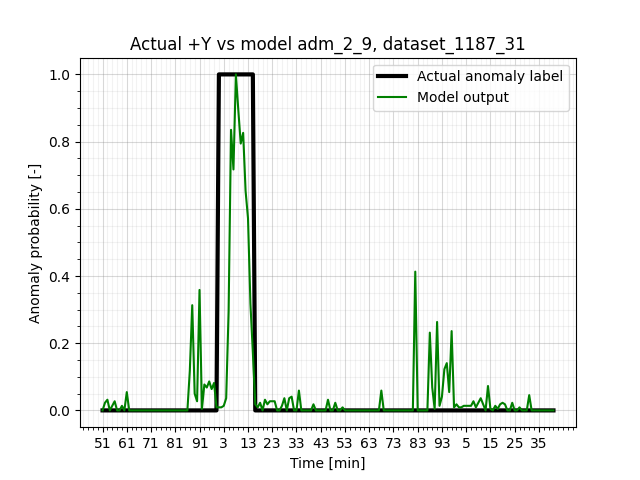 Actual +Y vs model adm_2_9, dataset_1187_31
Actual anomaly label
Model output
Anomaly probability [-]
1.0
0.8
0.6
0.4
0.2
0.0
51 61 71 81 91 3 13 23 33 43 53 63 73 83 93 5 15 25 35
Time [min]